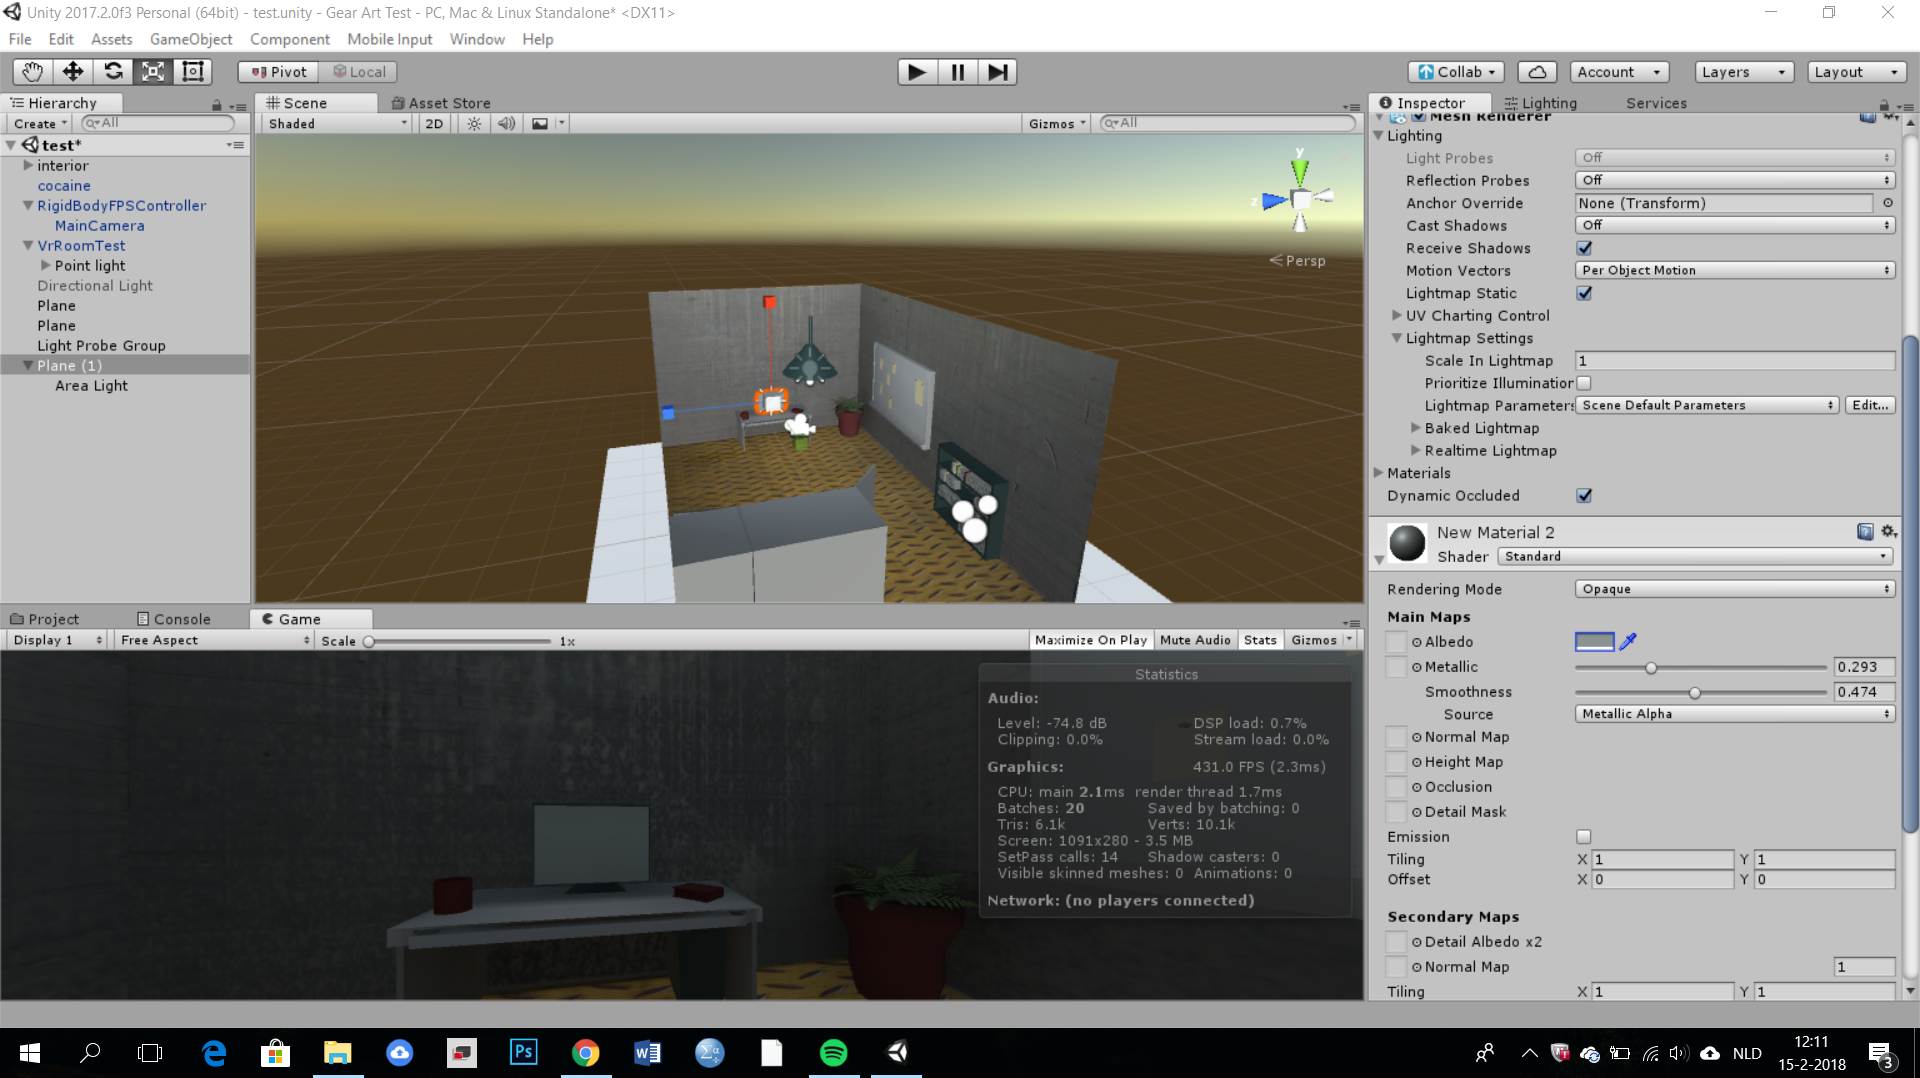 Unity 2017.2.0f3 Personal (64bit) - test.unity - Gear Art Test - PC, Mac & Linux Standalone* <DX11>
File Edit Assets GameObject Component Mobile Input Window Help
Pivot Local Collab Account Layers Layout
Hierarchy
Create All
test*
interior
cocaine
RigidBodyFPSController
MainCamera
VrRoomTest
Point light
Directional Light
Plane
Plane
Light Probe Group
Plane (1)
Area Light
Scene Asset Store
Shaded 2D Gizmos All
y
z
Persp
Project Console Game
Display 1 Free Aspect Scale 1x Maximize On Play Mute Audio Stats Gizmos
Statistics
Audio:
Level: -74.8 dB DSP load: 0.7%
Clipping: 0.0% Stream load: 0.0%
Graphics: 431.0 FPS (2.3ms)
CPU: main 2.1ms render thread 1.7ms
Batches: 20 Saved by batching: 0
Tris: 6.1k Verts: 10.1k
Screen: 1091x280 - 3.5 MB
SetPass calls: 14 Shadow casters: 0
Visible skinned meshes: 0 Animations: 0
Network: (no players connected)
Inspector Lighting Services
Mesh Renderer
Lighting
Light Probes Off
Reflection Probes Off
Anchor Override None (Transform)
Cast Shadows Off
Receive Shadows
Motion Vectors Per Object Motion
Lightmap Static
UV Charting Control
Lightmap Settings
Scale In Lightmap 1
Prioritize Illumination
Lightmap Parameters Scene Default Parameters Edit...
Baked Lightmap
Realtime Lightmap
Materials
Dynamic Occluded
New Material 2
Shader Standard
Rendering Mode Opaque
Main Maps
Albedo
Metallic 0.293
Smoothness 0.474
Source Metallic Alpha
Normal Map
Height Map
Occlusion
Detail Mask
Emission
Tiling X 1 Y 1
Offset X 0 Y 0
Secondary Maps
Detail Albedo x2
Normal Map 1
Tiling X 1 Y 1
Ps
NLD
12:11
15-2-2018
3